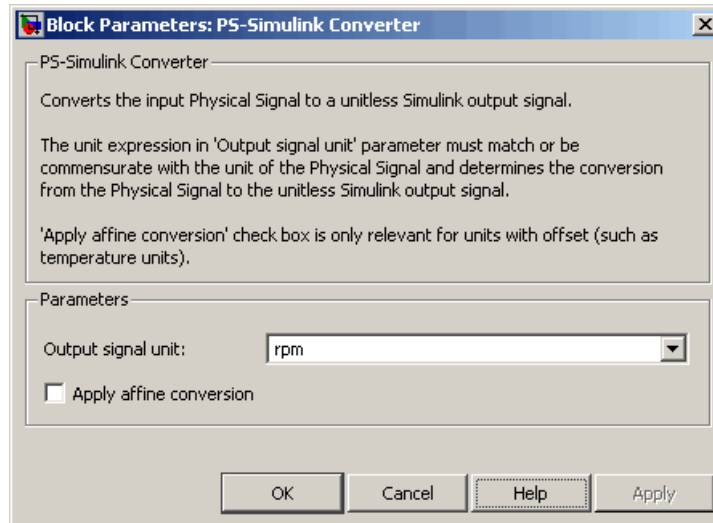 Block Parameters: PS-Simulink Converter
PS-Simulink Converter
Converts the input Physical Signal to a unitless Simulink output signal.
The unit expression in 'Output signal unit' parameter must match or be
commensurate with the unit of the Physical Signal and determines the conversion
from the Physical Signal to the unitless Simulink output signal.
'Apply affine conversion' check box is only relevant for units with offset (such as
temperature units).
Parameters
Output signal unit: rpm
Apply affine conversion
OK Cancel Help Apply